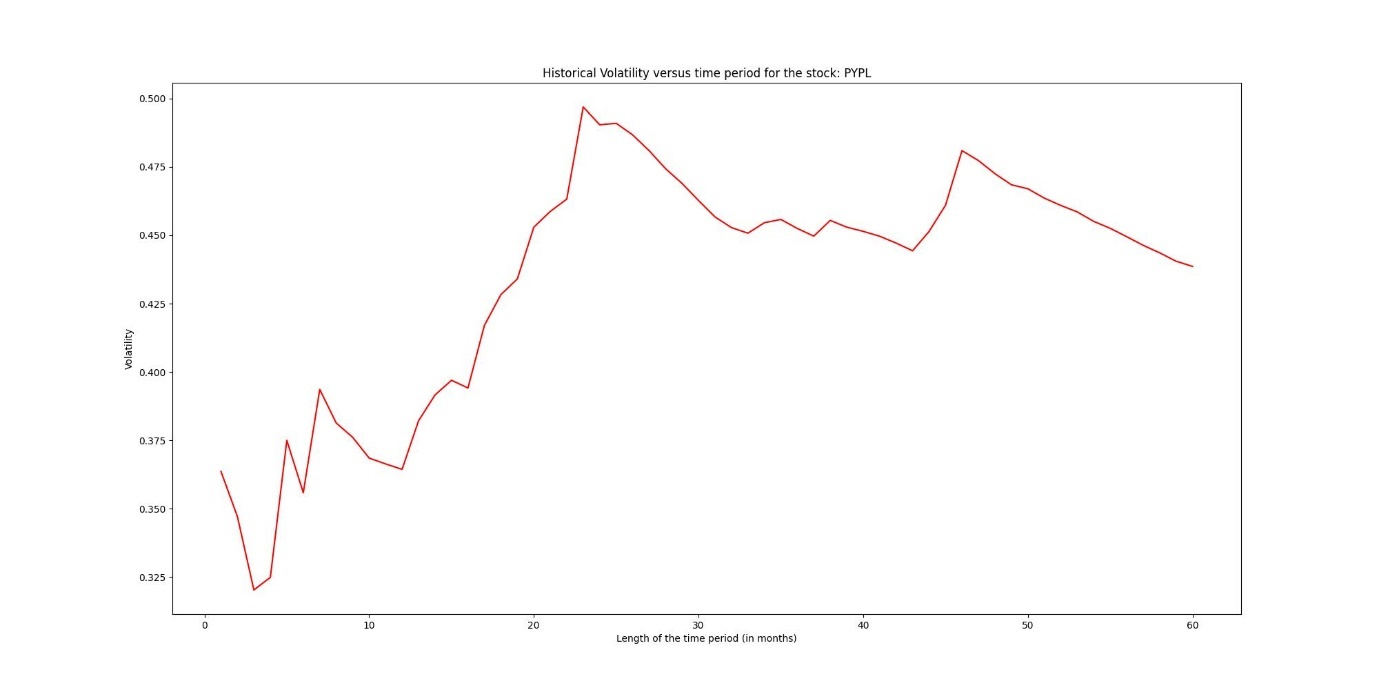 Historical Volatility versus time period for the stock: PYPL
0.500
0.475
0.450
0.425
0.400
0.375
0.350
0.325
Volatility
0 10 20 30 40 50 60
Length of the time period (in months)